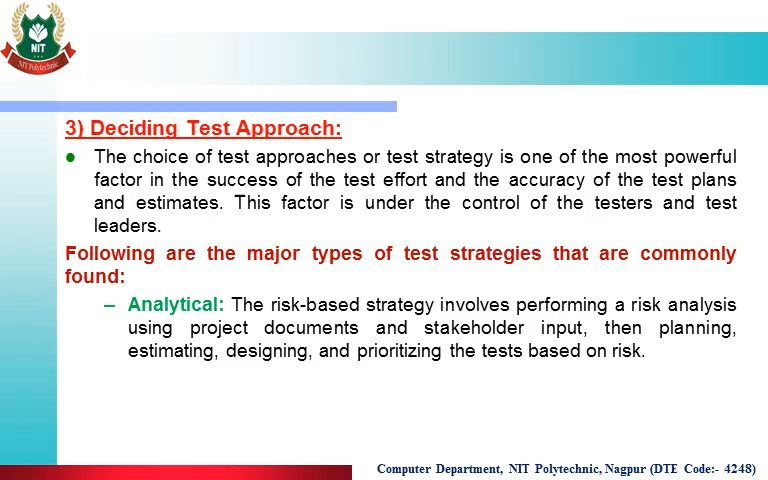 NIT
NIT Polytechnic
3) Deciding Test Approach:
The choice of test approaches or test strategy is one of the most powerful
factor in the success of the test effort and the accuracy of the test plans
and estimates. This factor is under the control of the testers and test
leaders.
Following are the major types of test strategies that are commonly
found:
– Analytical: The risk-based strategy involves performing a risk analysis
using project documents and stakeholder input, then planning,
estimating, designing, and prioritizing the tests based on risk.
Computer Department, NIT Polytechnic, Nagpur (DTE Code:- 4248)